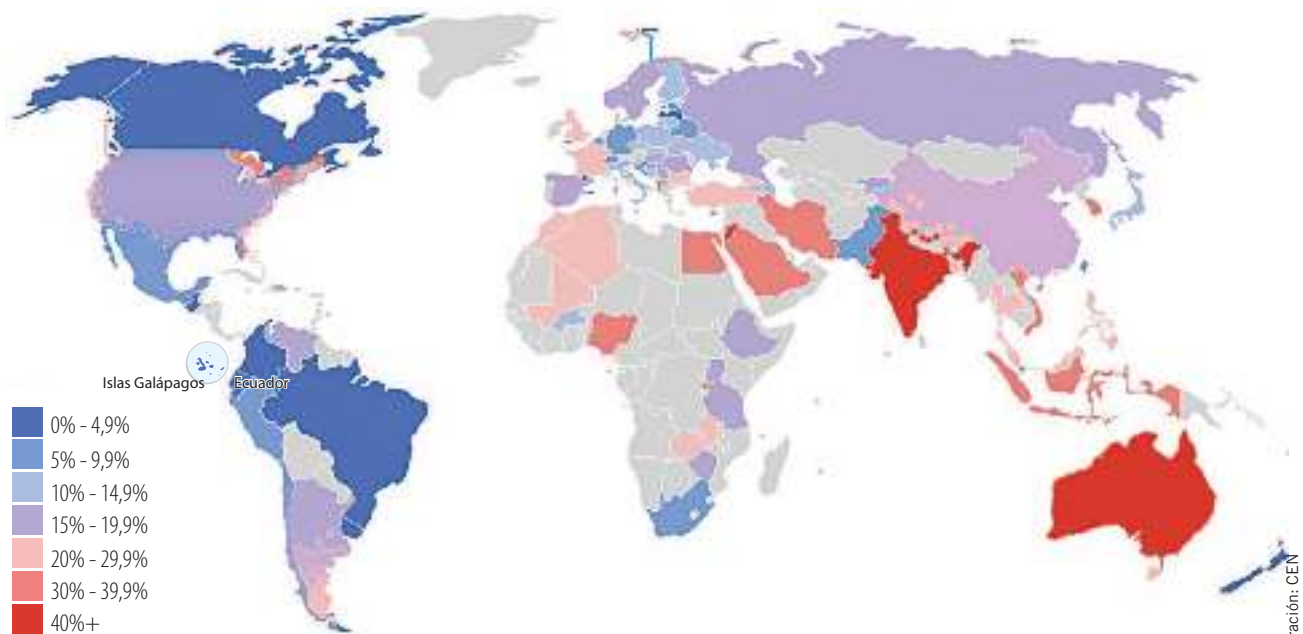 Islas Galápagos
Ecuador
0% - 4,9%
5% - 9,9%
10% - 14,9%
15% - 19,9%
20% - 29,9%
30% - 39,9%
40%+
CEN